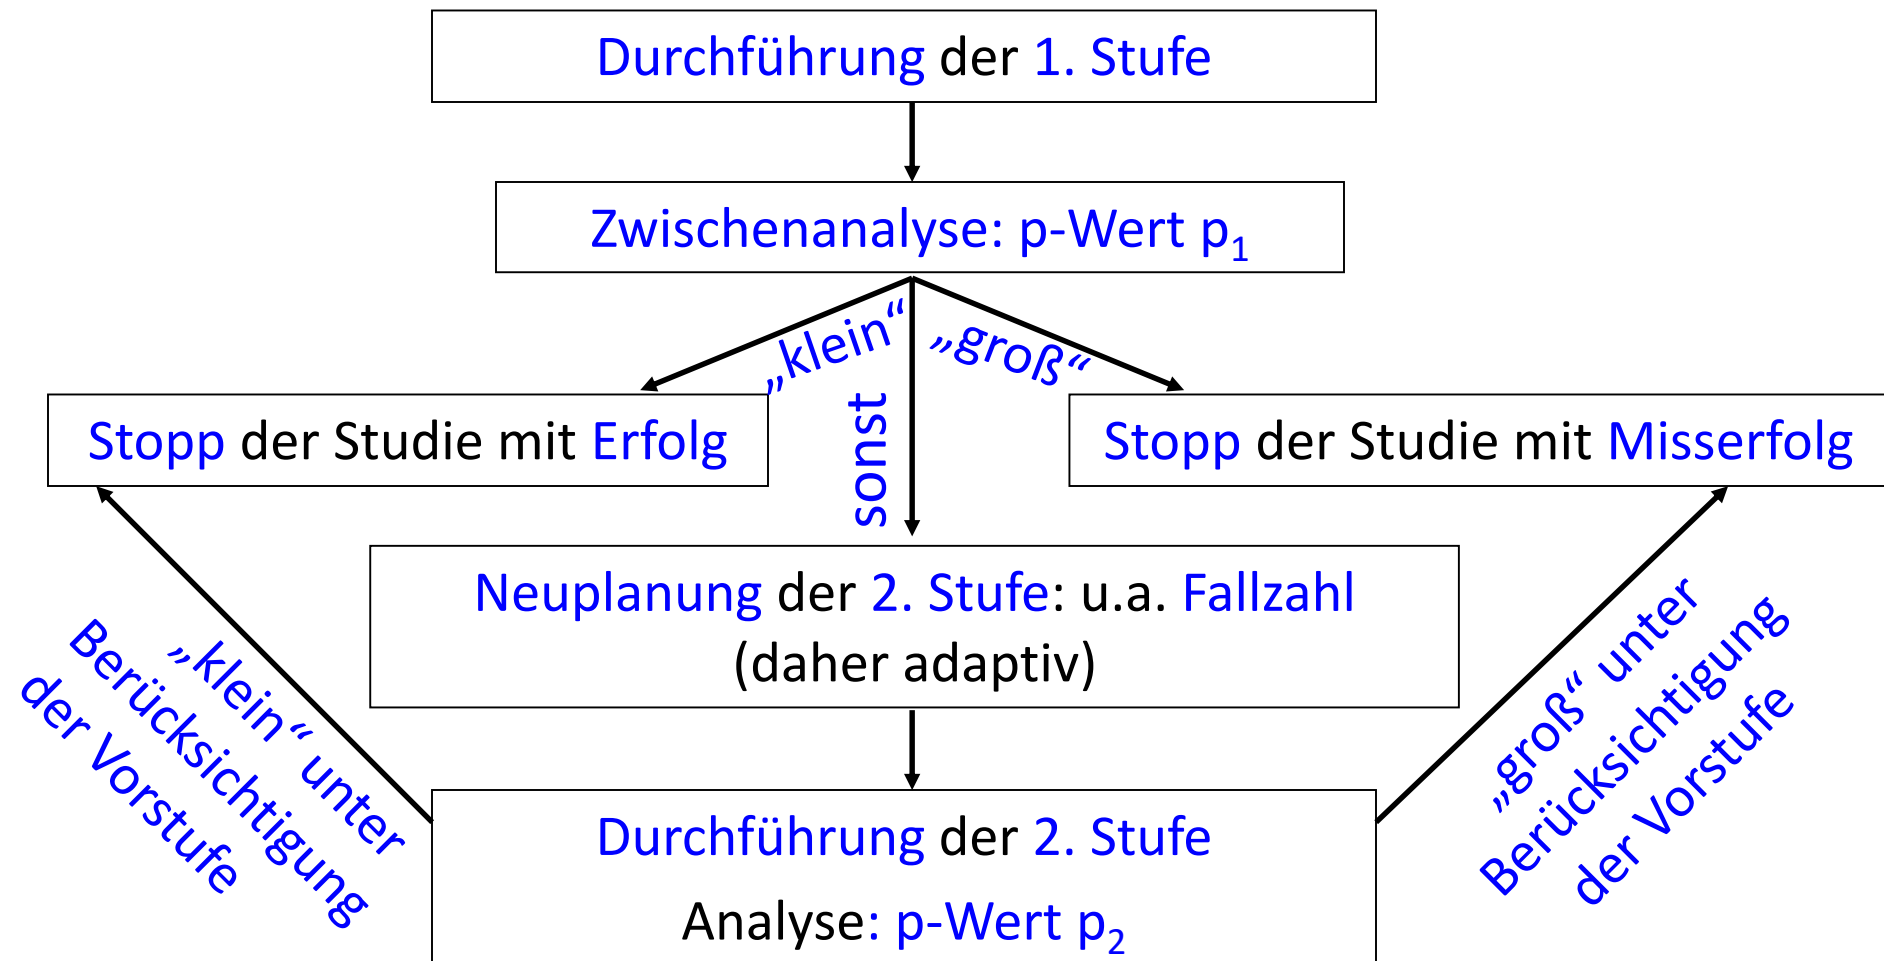 Durchführung der 1. Stufe
Zwischenanalyse: p-Wert p₁
„klein“
sonst
„groß“
Stopp der Studie mit Erfolg
Stopp der Studie mit Misserfolg
Neuplanung der 2. Stufe: u.a. Fallzahl
(daher adaptiv)
„klein“ unter
Berücksichtigung
der Vorstufe
„groß“ unter
Berücksichtigung
der Vorstufe
Durchführung der 2. Stufe
Analyse: p-Wert p₂